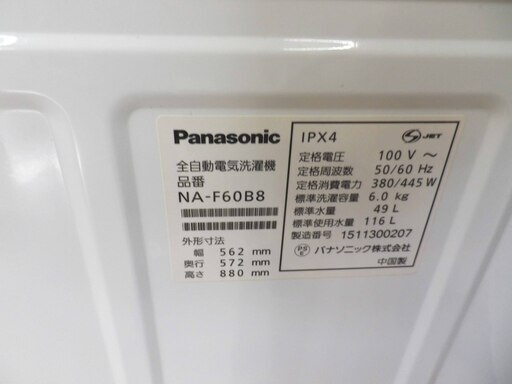 Panasonic
全自動電気洗濯機
品番
NA-F60B8
外形寸法
幅 562 mm
奥行 572 mm
高さ 880 mm
IPX4
S JET
定格電圧 100 V ～
定格周波数 50/60 Hz
定格消費電力 380/445 W
標準洗濯容量 6.0 kg
標準水量 49 L
標準使用水量 116 L
製造番号 1511300207
PS E パナソニック株式会社
中国製